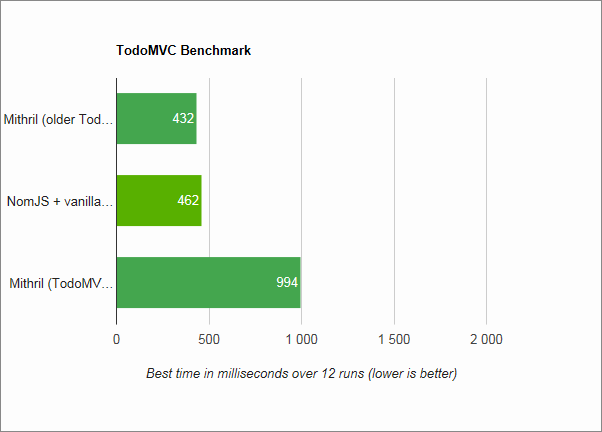 TodoMVC Benchmark
Mithril (older Tod...
432
NomJS + vanilla...
462
Mithril (TodoMV...
994
0 500 1 000 1 500 2 000
Best time in milliseconds over 12 runs (lower is better)